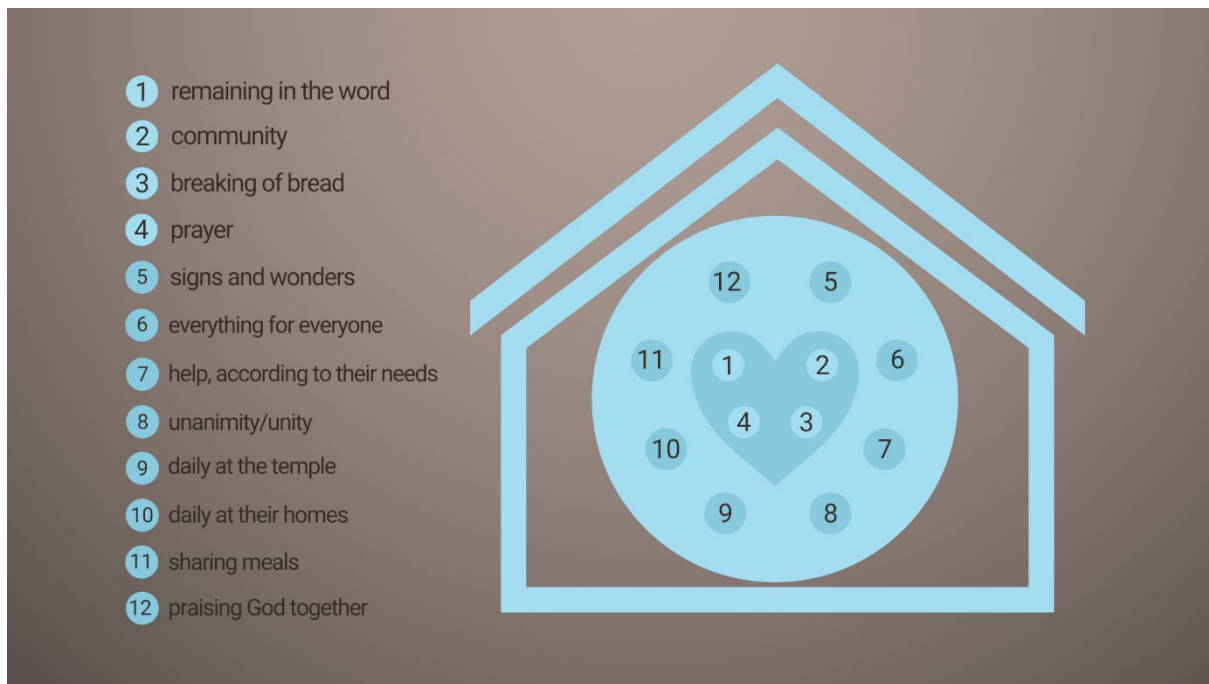 1 remaining in the word
2 community
3 breaking of bread
4 prayer
5 signs and wonders
6 everything for everyone
7 help, according to their needs
8 unanimity/unity
9 daily at the temple
10 daily at their homes
11 sharing meals
12 praising God together
12 5
11 1 2 6
4 3
10 7
9 8